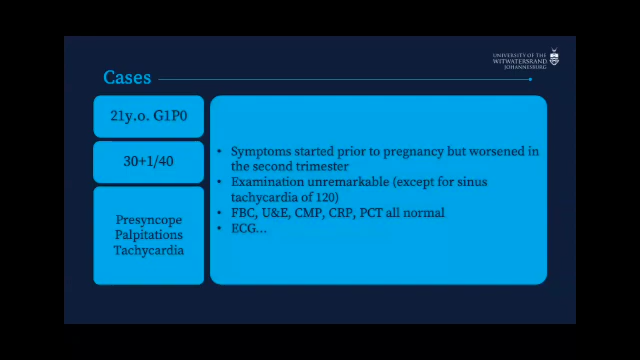 UNIVERSITY OF THE
WITWATERSRAND
JOHANNESBURG
Cases
21y.o. G1P0
30+1/40
Presyncope
Palpitations
Tachycardia
• Symptoms started prior to pregnancy but worsened in
the second trimester
• Examination unremarkable (except for sinus
tachycardia of 120)
• FBC, U&E, CMP, CRP, PCT all normal
• ECG...